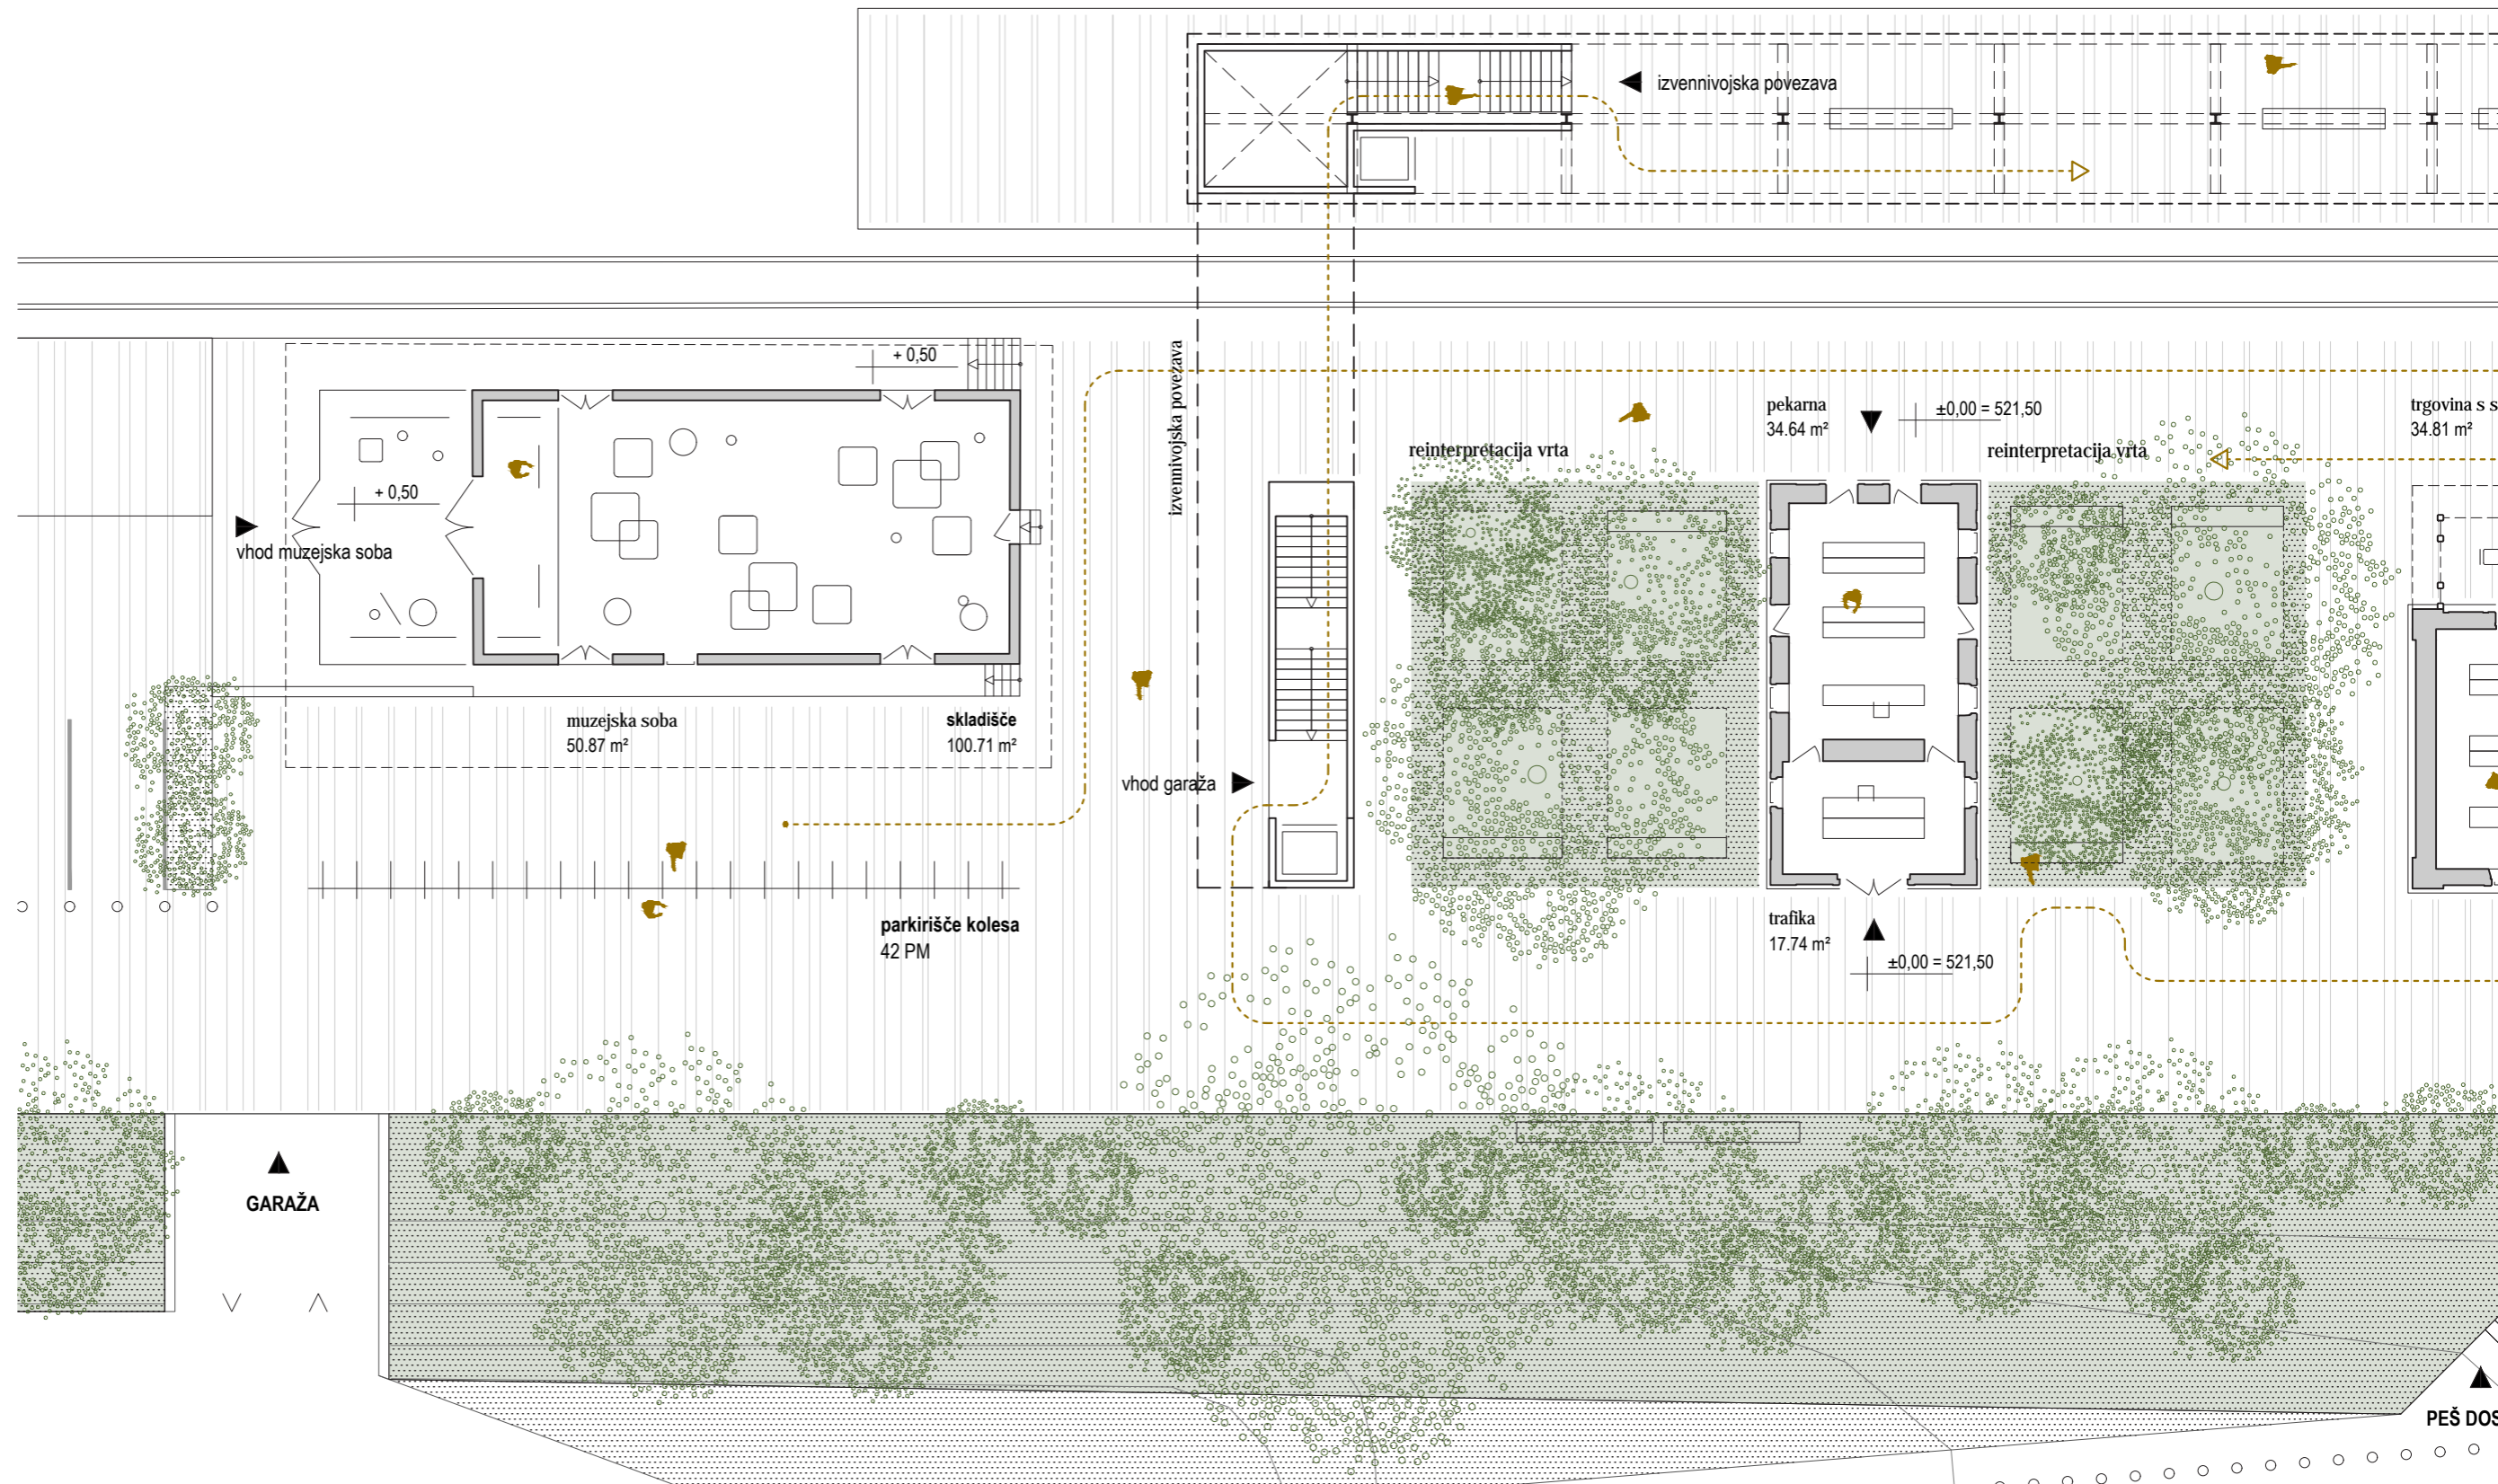 izvennivojska povezava
+ 0,50
izvennivojska povezava
pekarna
34.64 m²
±0,00 = 521,50
trgovina s s
34.81 m²
reinterpretacija vrta
reinterpretacija vrta
+ 0,50
vhod muzejska soba
muzejska soba
50.87 m²
skladišče
100.71 m²
vhod garaža
parkirišče kolesa
42 PM
trafika
17.74 m²
±0,00 = 521,50
GARAŽA
PEŠ DOS